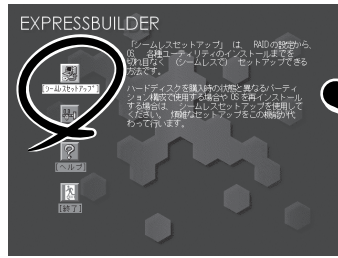 EXPRESSBUILDER
「シームレスセットアップ」 は、 RAIDの設定から、
OS、各種ユーティリティのインストールまでを
切れ目なく (シームレスで) セットアップできる
方法です。
シームレスセットアップ
ハードディスクを購入時の状態と異なるパーティ
ション構成で使用する場合や OS を再インストール
する場合は、 シームレスセットアップを使用して
ください。 煩雑なセットアップをこの機能が代
わって行います。
[ヘルプ]
[終了]